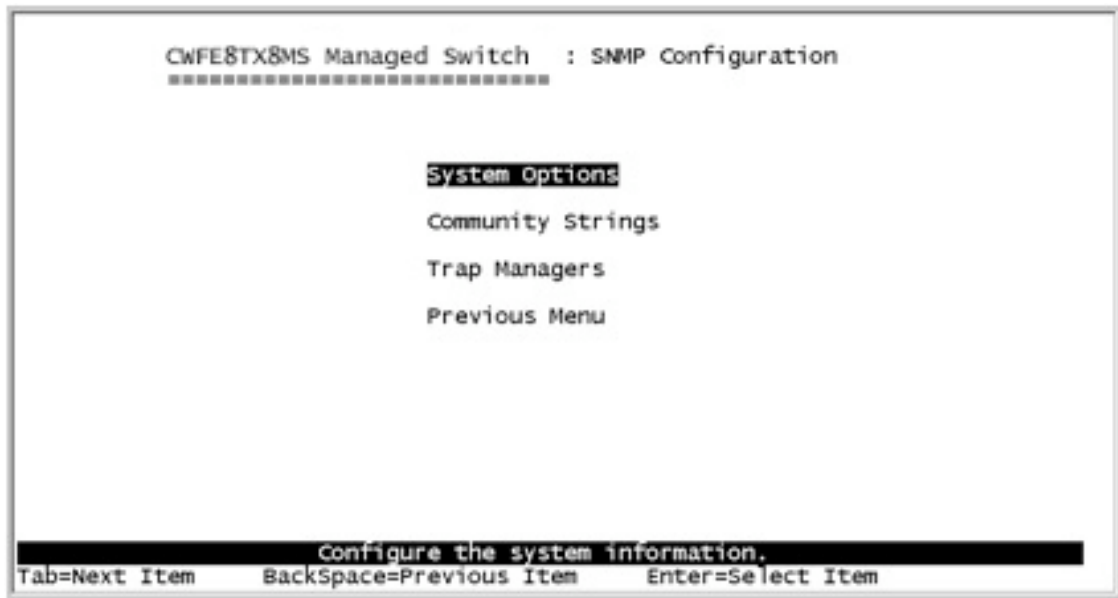 CWFE8TX8MS Managed Switch : SNMP Configuration
==============================
System Options
Community Strings
Trap Managers
Previous Menu
Configure the system information.
Tab=Next Item BackSpace=Previous Item Enter=Select Item